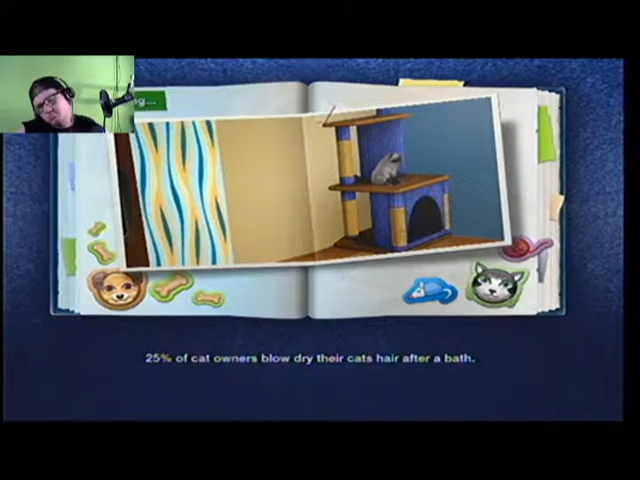 25% of cat owners blow dry their cats hair after a bath.